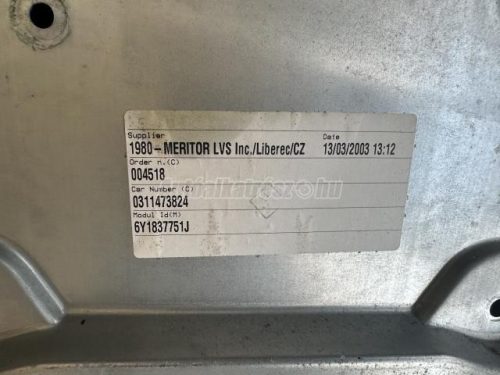 Supplier Date
1980-MERITOR LVS Inc./Liberec/CZ 13/03/2003 13:12
Order n.(C)
004518
Car Number (C)
0311473824
Modul Id(M)
6Y1837751J